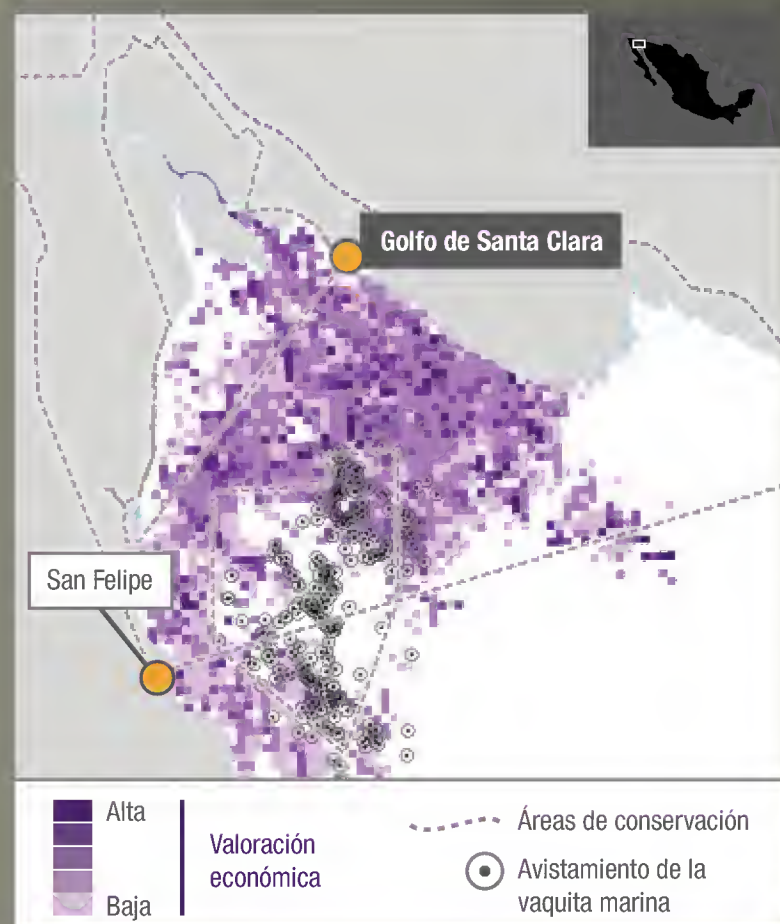 Golfo de Santa Clara
San Felipe
Alta
Baja
Valoración
económica
Áreas de conservación
Avistamiento de la
vaquita marina